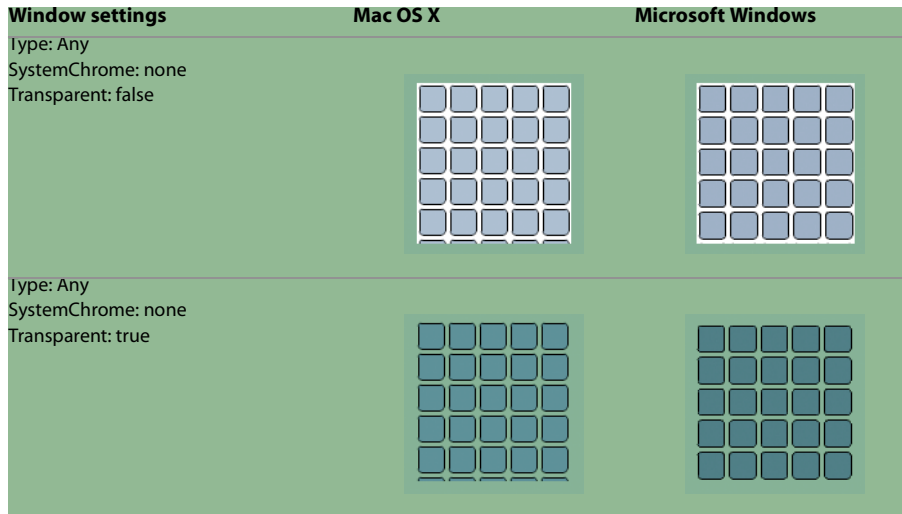 Window settings Mac OS X Microsoft Windows
Type: Any
SystemChrome: none
Transparent: false
Type: Any
SystemChrome: none
Transparent: true